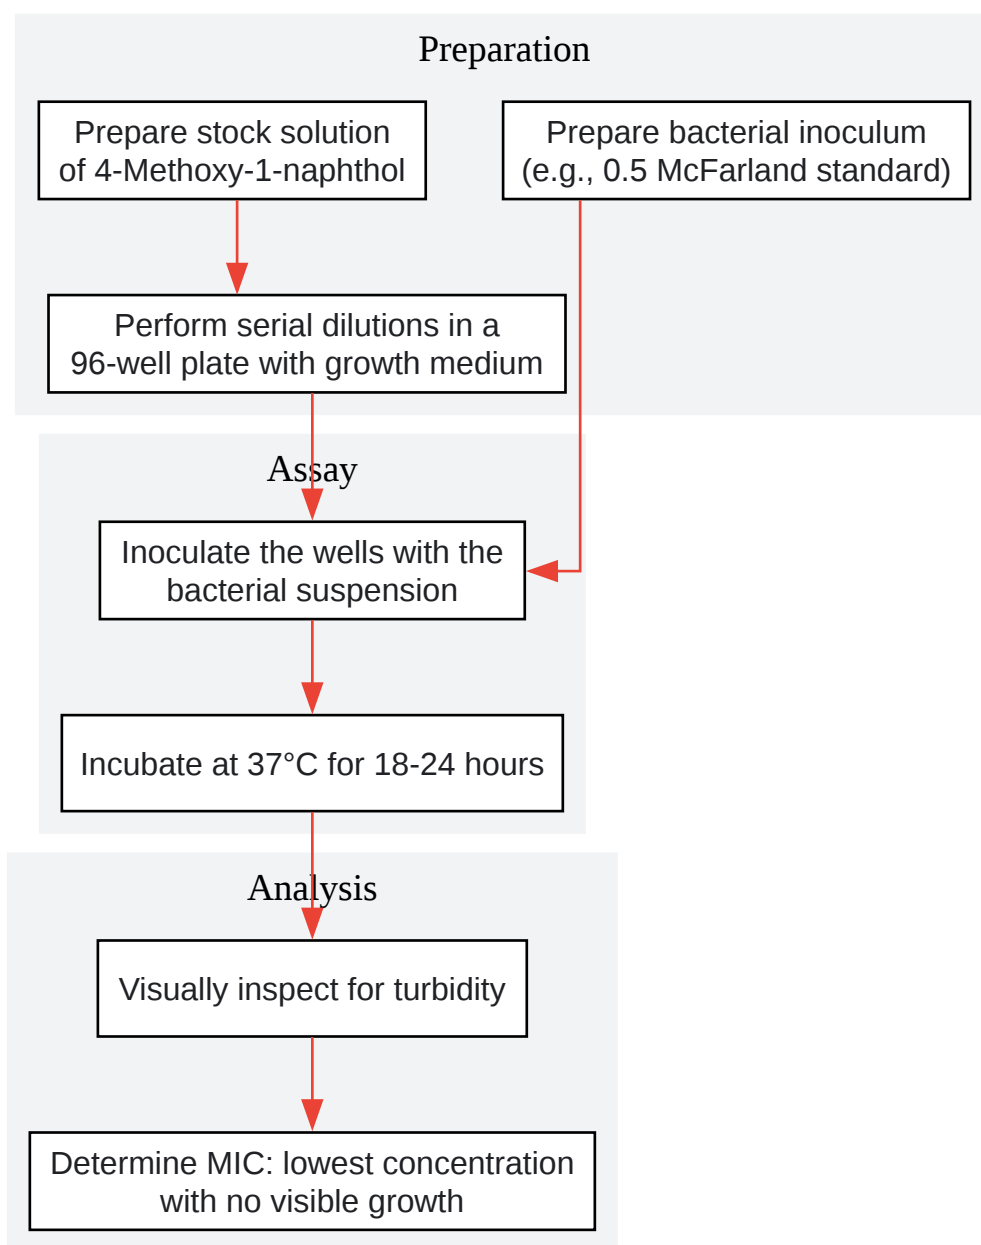 Preparation
Prepare stock solution
of 4-Methoxy-1-naphthol
Prepare bacterial inoculum
(e.g., 0.5 McFarland standard)
Perform serial dilutions in a
96-well plate with growth medium
Assay
Inoculate the wells with the
bacterial suspension
Incubate at 37°C for 18-24 hours
Analysis
Visually inspect for turbidity
Determine MIC: lowest concentration
with no visible growth